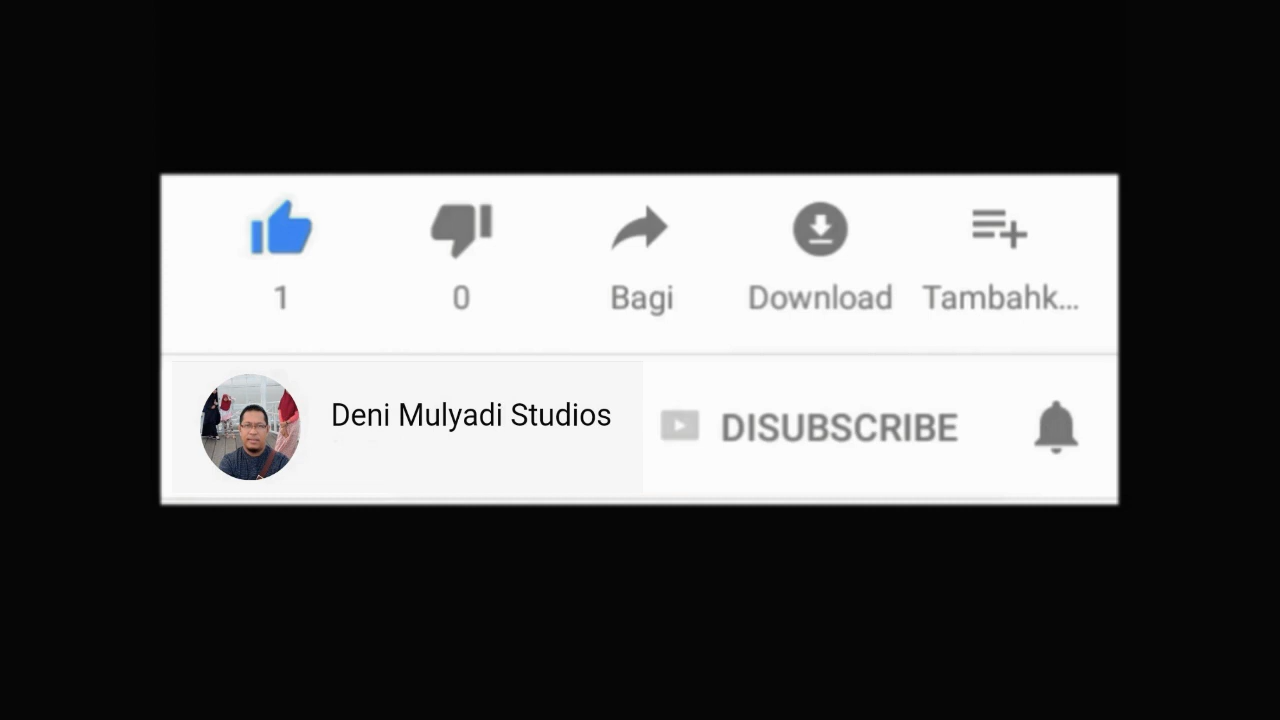 1
0
Bagi
Download
Tambahk...
Deni Mulyadi Studios
DISUBSCRIBE